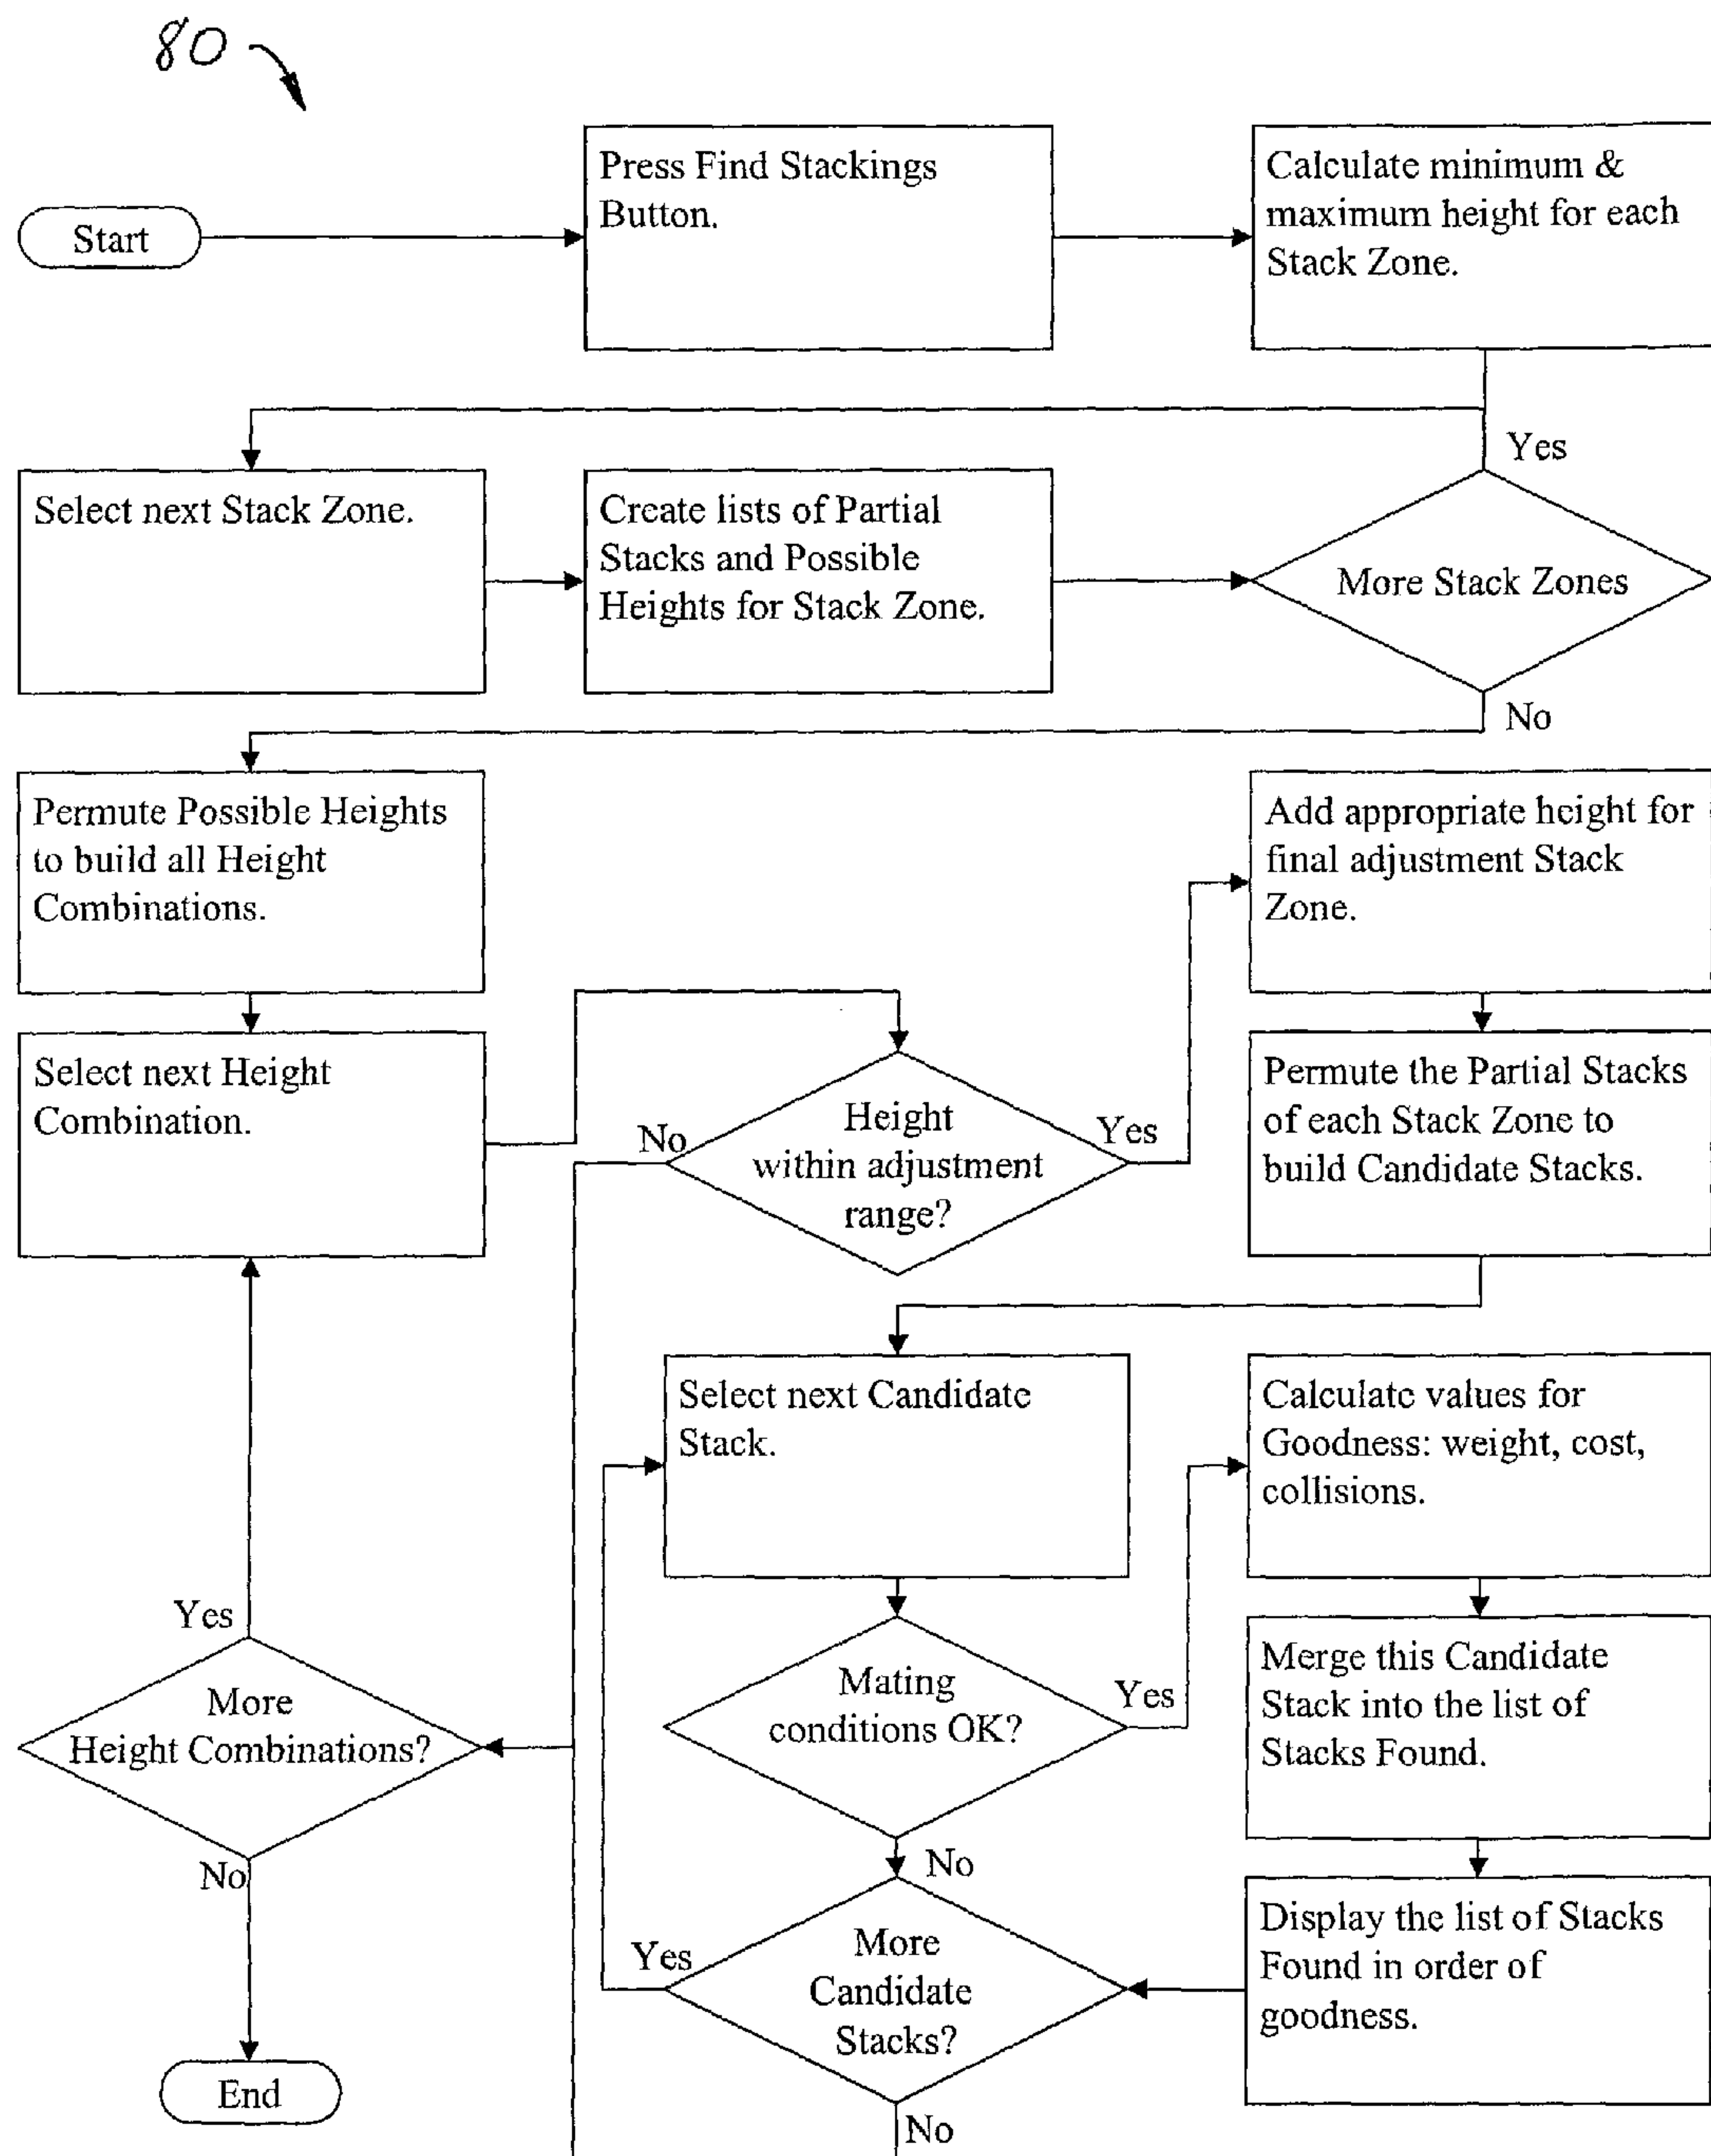 80
Start
Press Find Stackings
Button.
Calculate minimum &
maximum height for each
Stack Zone.
Select next Stack Zone.
Create lists of Partial
Stacks and Possible
Heights for Stack Zone.
Yes
More Stack Zones
No
Permute Possible Heights
to build all Height
Combinations.
Select next Height
Combination.
No
Height
within adjustment
range?
Yes
Add appropriate height for
final adjustment Stack
Zone.
Permute the Partial Stacks
of each Stack Zone to
build Candidate Stacks.
Select next Candidate
Stack.
Calculate values for
Goodness: weight, cost,
collisions.
Mating
conditions OK?
Yes
No
Merge this Candidate
Stack into the list of
Stacks Found.
Display the list of Stacks
Found in order of
goodness.
Yes
More
Candidate
Stacks?
No
Yes
More
Height Combinations?
No
End